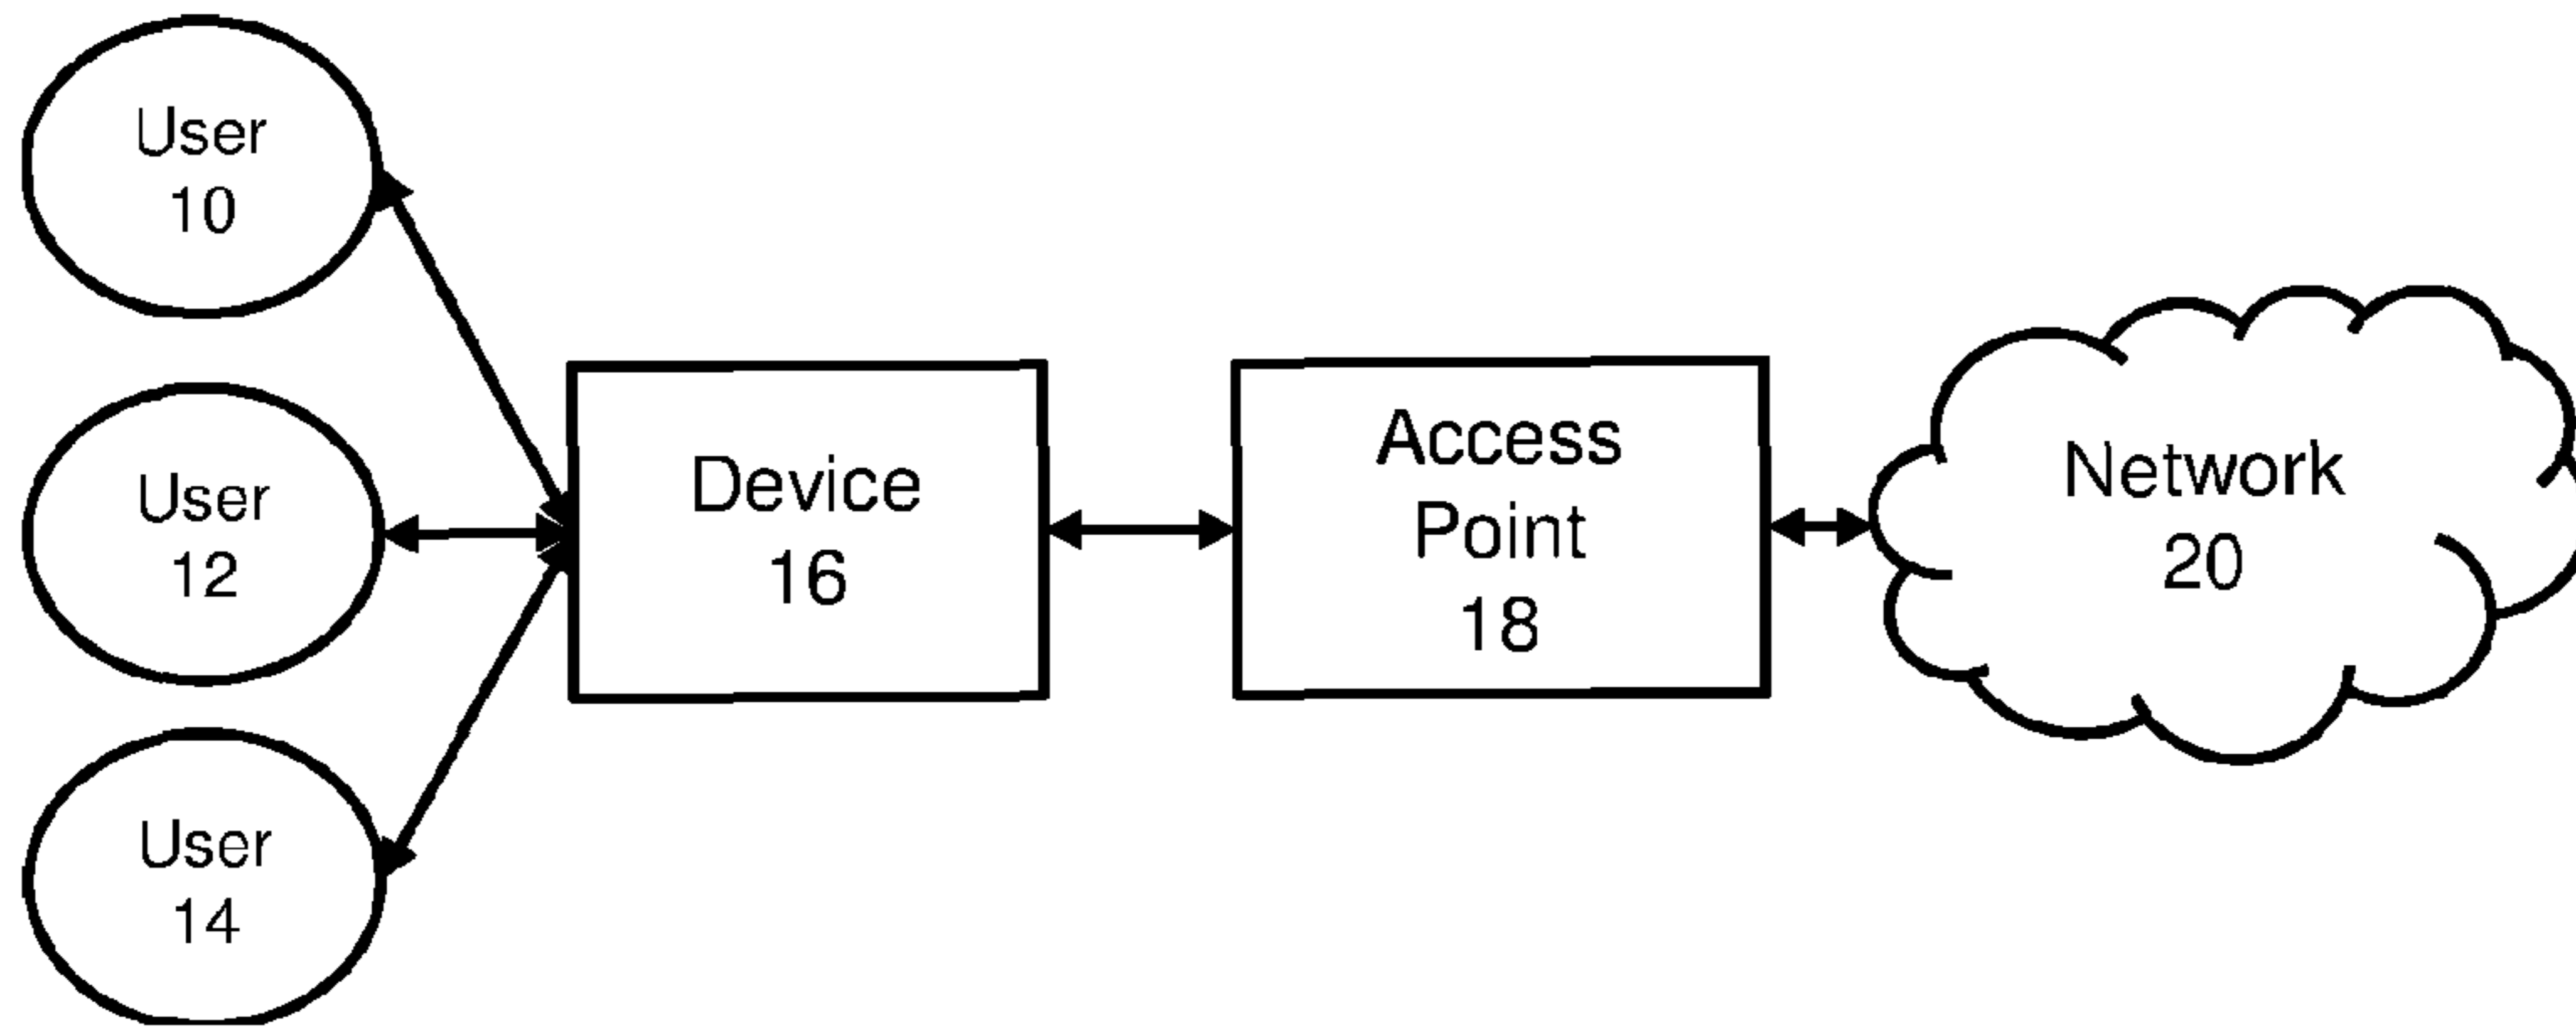 User
10
User
12
User
14
Device
16
Access
Point
18
Network
20